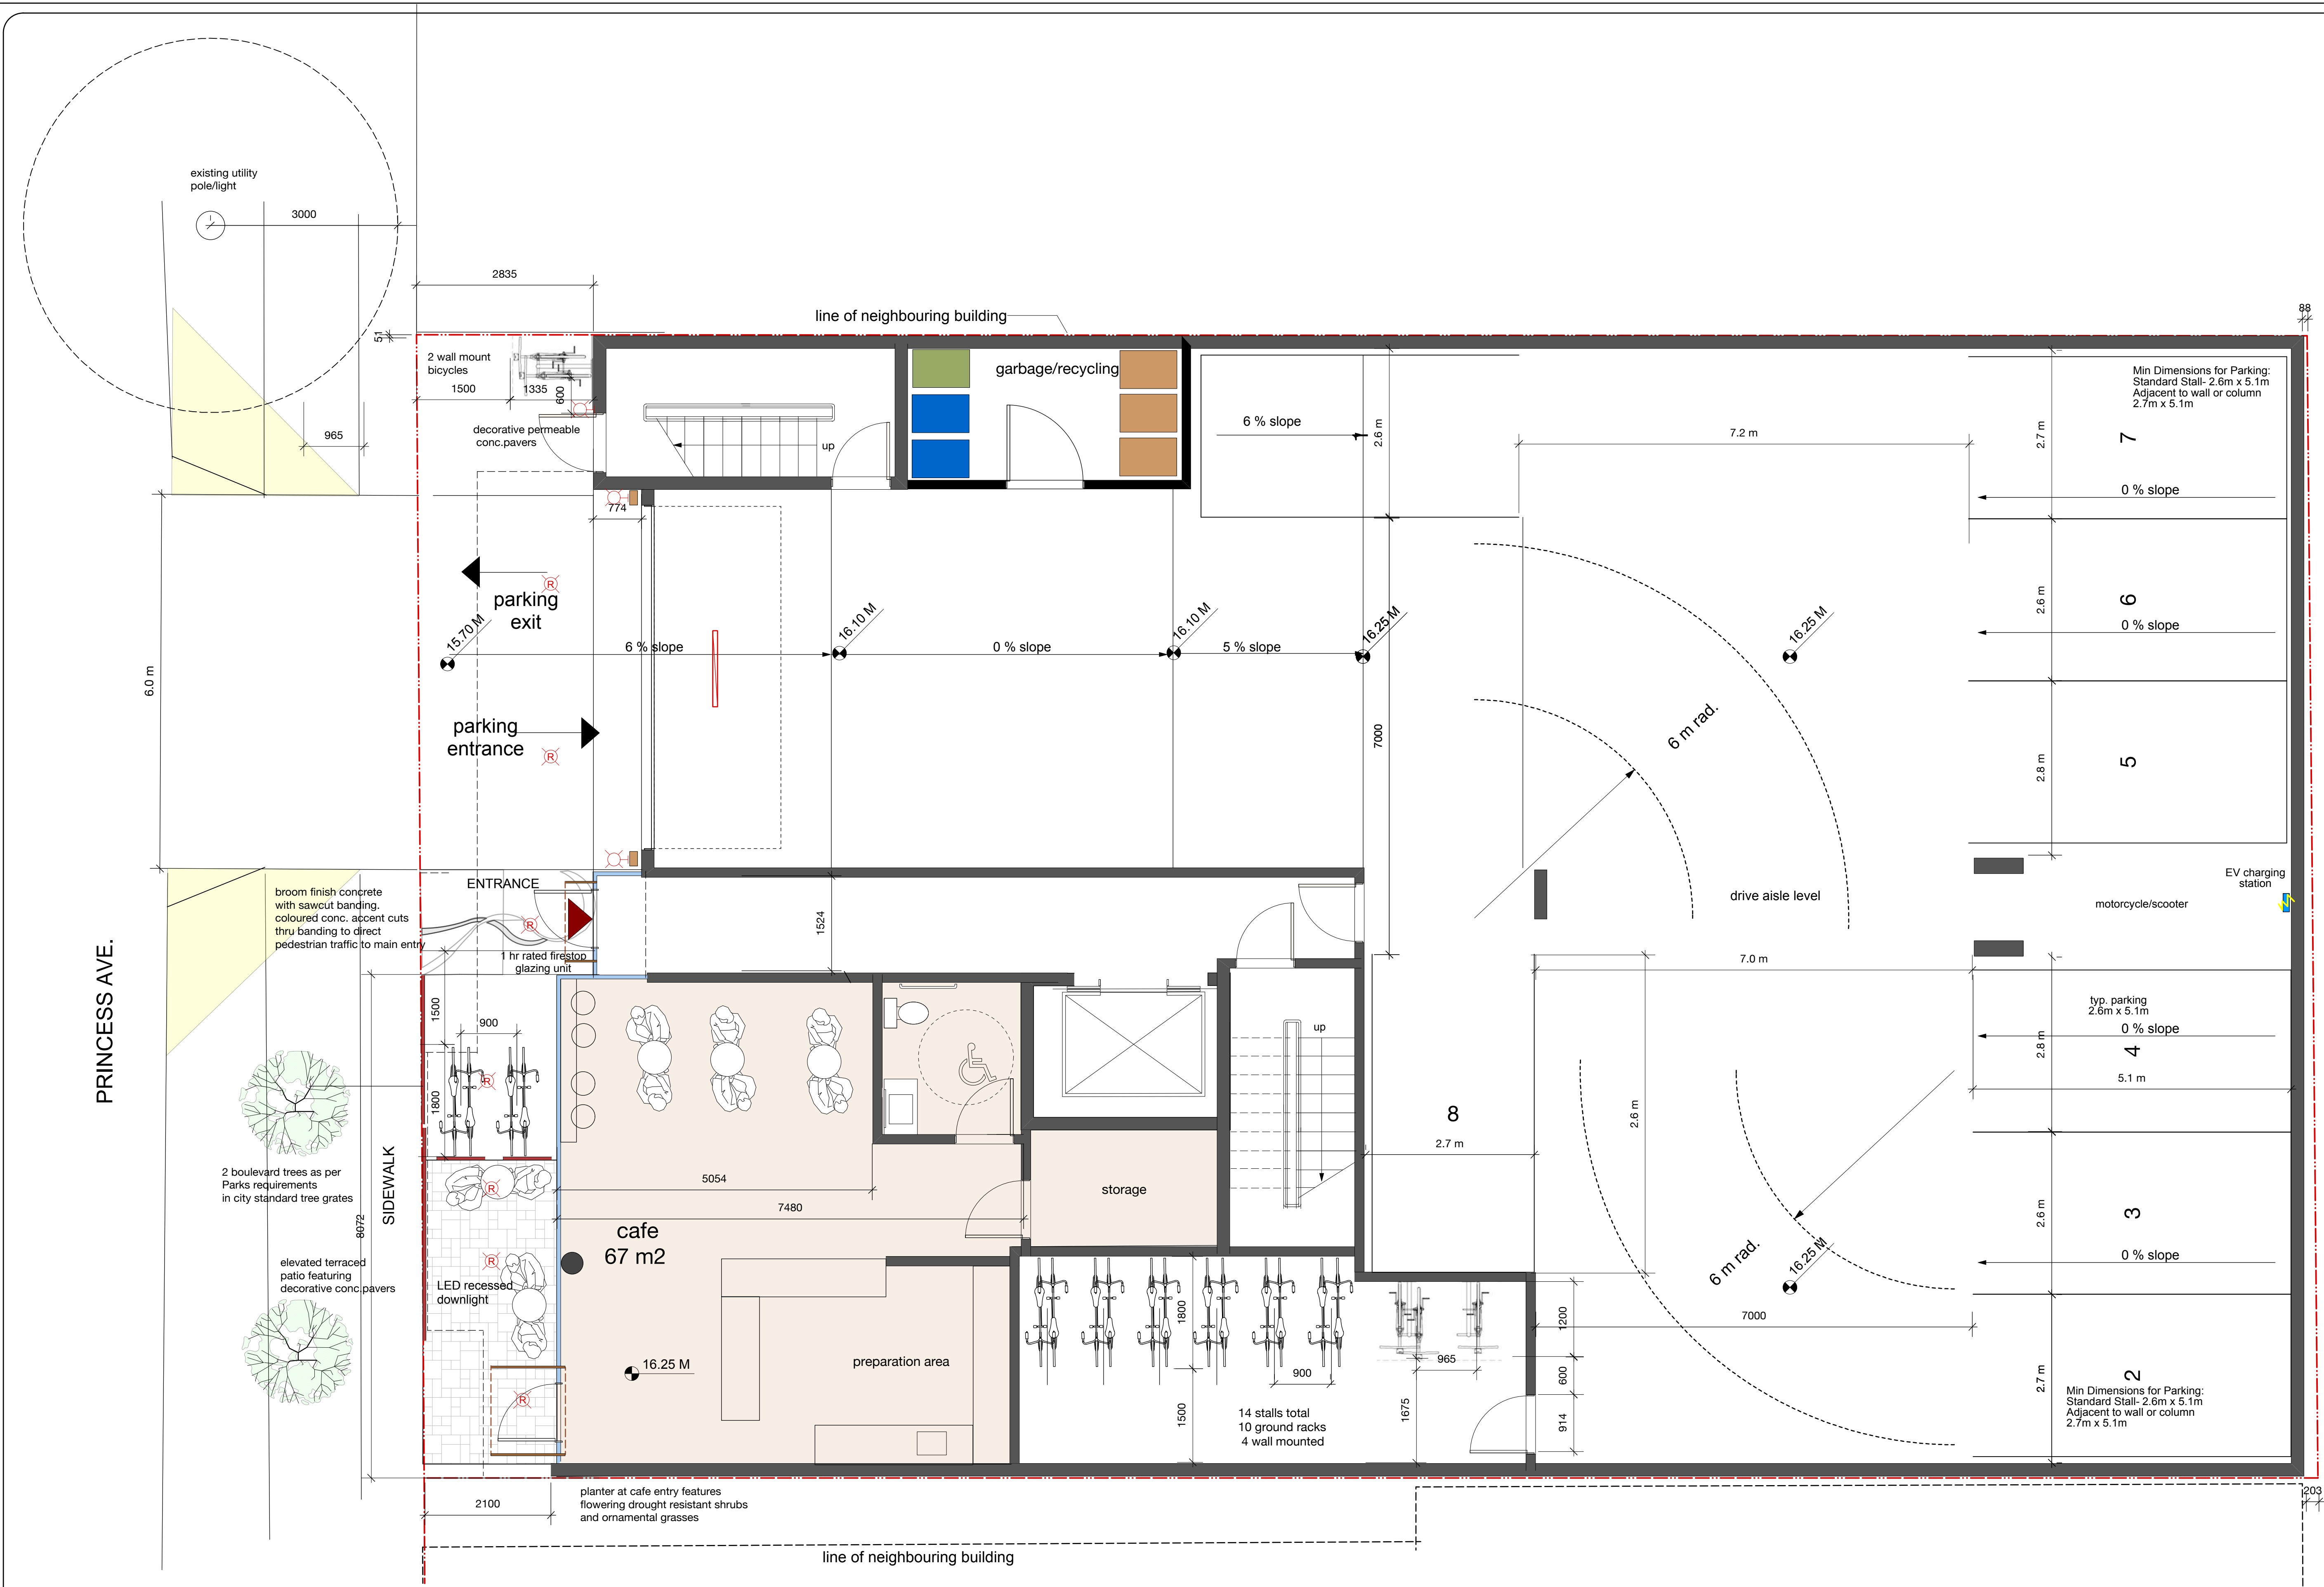 existing utility
pole/light
3000
2835
line of neighbouring building
88
51
2 wall mount
bicycles
1500
1335
600
garbage/recycling
Min Dimensions for Parking:
Standard Stall- 2.6m x 5.1m
Adjacent to wall or column
2.7m x 5.1m
965
decorative permeable
conc.pavers
up
6 % slope
2.6 m
7.2 m
2.7 m
7
0 % slope
774
parking
exit
R
15.70 M
6 % slope
16.10 M
0 % slope
16.10 M
5 % slope
16.25 M
16.25 M
2.6 m
6
0 % slope
6.0 m
parking
entrance
R
7000
6 m rad.
2.8 m
5
ENTRANCE
broom finish concrete
with sawcut banding.
coloured conc. accent cuts
thru banding to direct
pedestrian traffic to main entry
R
1 hr rated firestop
glazing unit
1524
drive aisle level
motorcycle/scooter
EV charging
station
7.0 m
PRINCESS AVE.
1500
900
R
1800
up
typ. parking
2.6m x 5.1m
0 % slope
2.8 m
4
5.1 m
8
2.7 m
2.6 m
2 boulevard trees as per
Parks requirements
in city standard tree grates
SIDEWALK
8072
R
5054
7480
storage
cafe
67 m2
2.6 m
3
0 % slope
elevated terraced
patio featuring
decorative conc.pavers
R
LED recessed
downlight
6 m rad.
16.25 M
7000
1800
1200
16.25 M
preparation area
900
965
600
R
1500
14 stalls total
10 ground racks
4 wall mounted
1675
914
2.7 m
2
Min Dimensions for Parking:
Standard Stall- 2.6m x 5.1m
Adjacent to wall or column
2.7m x 5.1m
2100
planter at cafe entry features
flowering drought resistant shrubs
and ornamental grasses
203
line of neighbouring building